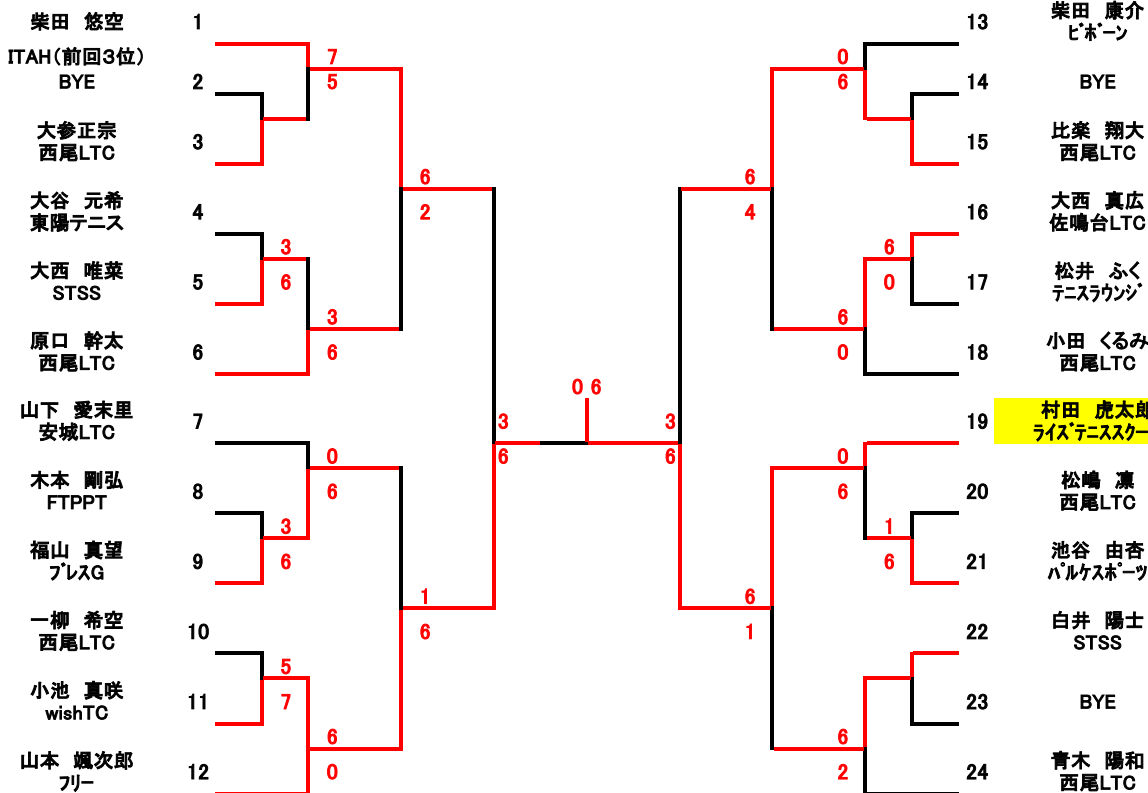 柴田 悠空 1
ITAH(前回3位)
BYE 2
大参正宗
西尾LTC 3
大谷 元希
東陽テニス 4
大西 唯菜
STSS 5
原口 幹太
西尾LTC 6
山下 愛末里
安城LTC 7
木本 剛弘
FTPPT 8
福山 真望
ブレスG 9
一柳 希空
西尾LTC 10
小池 真咲
wishTC 11
山本 颯次郎
フリー 12
7
5
3
6
3
6
0
6
3
6
5
7
6
0
6
2
1
6
3
6
0 6
3
6
6
4
6
1
0
6
6
0
6
0
0
6
1
6
6
2
13 柴田 康介
ビボーン
14 BYE
15 比楽 翔大
西尾LTC
16 大西 真広
佐鳴台LTC
17 松井 ふく
テニスラウンジ
18 小田 くるみ
西尾LTC
19 村田 虎太郎
ライズテニススクー
20 松嶋 凛
西尾LTC
21 池谷 由杏
パルケスポーツ
22 白井 陽士
STSS
23 BYE
24 青木 陽和
西尾LTC